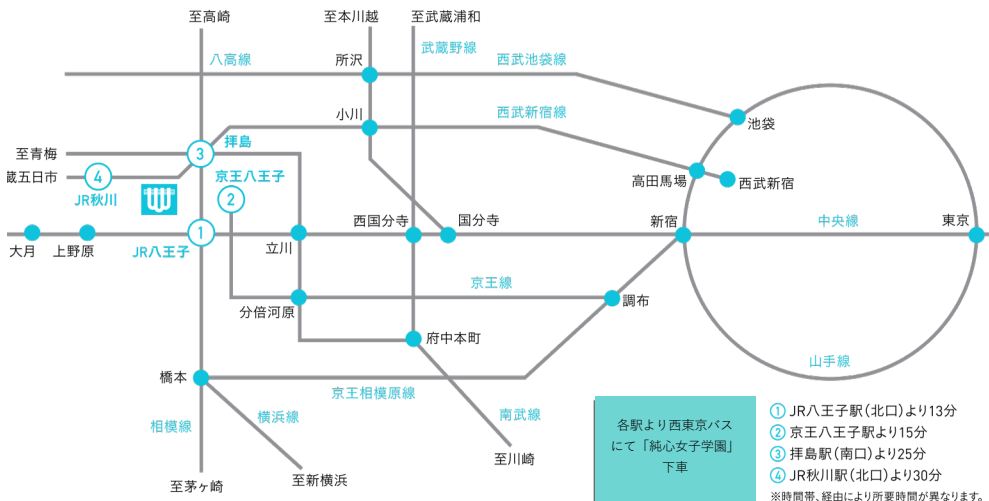 至高崎
至本川越
至武蔵浦和
八高線
所沢
武蔵野線
西武池袋線
小川
西武新宿線
池袋
至青梅
3
拝島
蔵五日市
4
京王八王子
高田馬場
西武新宿
JR秋川
2
西国分寺
国分寺
新宿
中央線
東京
大月
上野原
1
JR八王子
立川
京王線
分倍河原
調布
府中本町
山手線
橋本
京王相模原線
相模線
横浜線
南武線
至川崎
至新横浜
至茅ヶ崎
各駅より西東京バス
にて「純心女子学園」
下車
1 JR八王子駅（北口）より13分
2 京王八王子駅より15分
3 拝島駅（南口）より25分
4 JR秋川駅（北口）より30分
※時間帯、経由により所要時間が異なります。